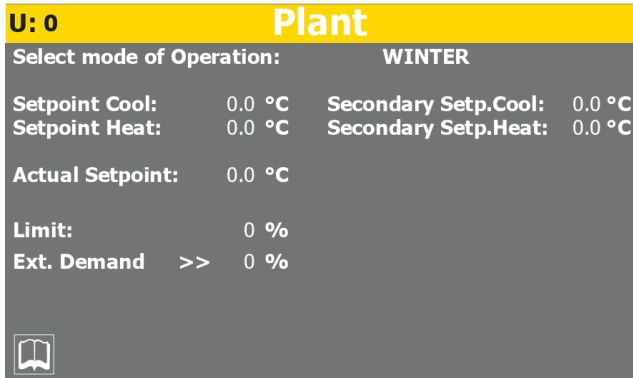 U: 0 Plant
Select mode of Operation: WINTER
Setpoint Cool: 0.0 °C Secondary Setp.Cool: 0.0 °C
Setpoint Heat: 0.0 °C Secondary Setp.Heat: 0.0 °C
Actual Setpoint: 0.0 °C
Limit: 0 %
Ext. Demand >> 0 %